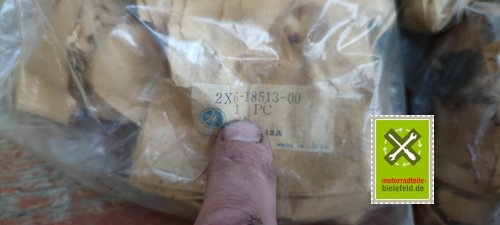 2X6-18513-00
1 PC
MADE IN JAPAN
motorradteile-
bielefeld.de